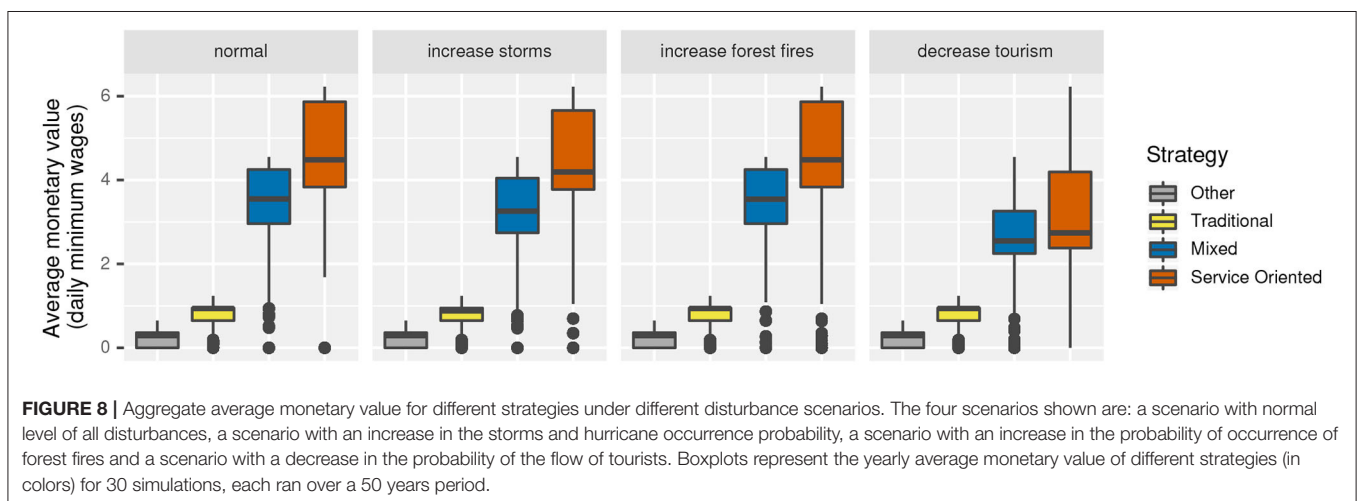 normal
increase storms
increase forest fires
decrease tourism
Average monetary value
(daily minimum wages)
6
4
2
0
Strategy
Other
Traditional
Mixed
Service Oriented
FIGURE 8 | Aggregate average monetary value for different strategies under different disturbance scenarios. The four scenarios shown are: a scenario with normal
level of all disturbances, a scenario with an increase in the storms and hurricane occurrence probability, a scenario with an increase in the probability of occurrence of
forest fires and a scenario with a decrease in the probability of the flow of tourists. Boxplots represent the yearly average monetary value of different strategies (in
colors) for 30 simulations, each ran over a 50 years period.